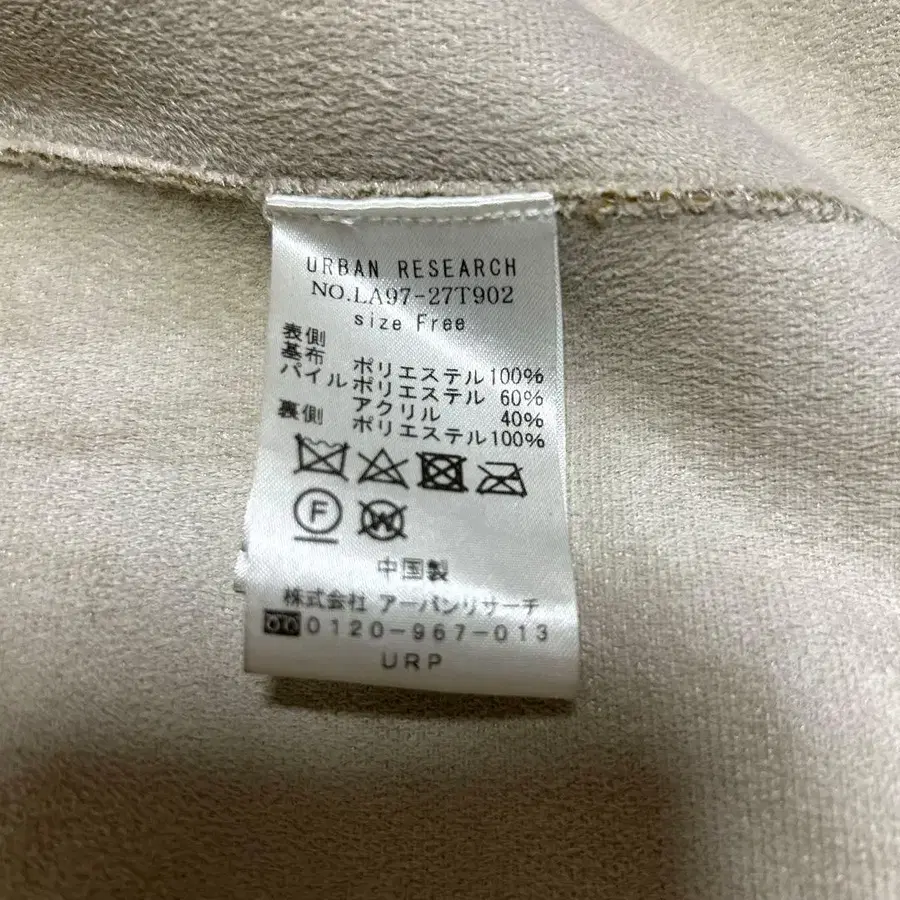 URBAN RESEARCH
NO.LA97-27T902
size Free
表側
基布 ポリエステル100%
パイル ポリエステル 60%
アクリル 40%
裏側 ポリエステル100%
F W
中国製
株式会社 アーバンリサーチ
0120-967-013
URP